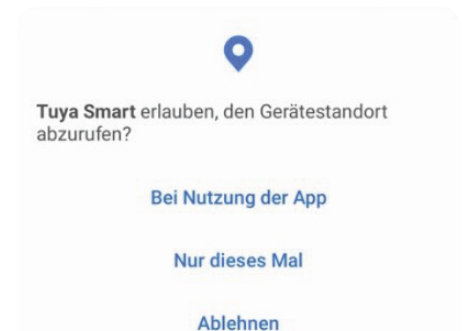 Tuya Smart erlauben, den Gerätestandort
abzurufen?
Bei Nutzung der App
Nur dieses Mal
Ablehnen